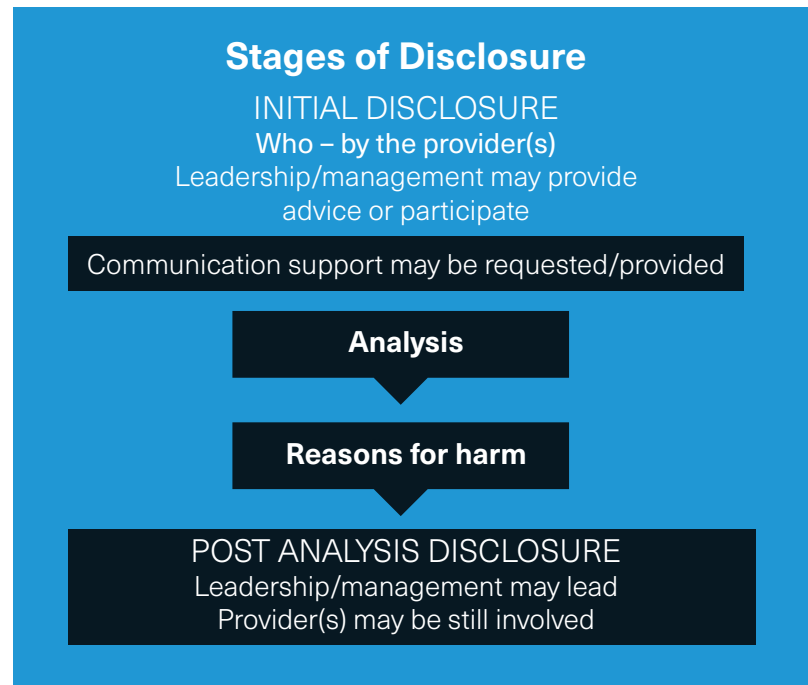 Stages of Disclosure
INITIAL DISCLOSURE
Who – by the provider(s)
Leadership/management may provide
advice or participate
Communication support may be requested/provided
Analysis
Reasons for harm
POST ANALYSIS DISCLOSURE
Leadership/management may lead
Provider(s) may be still involved